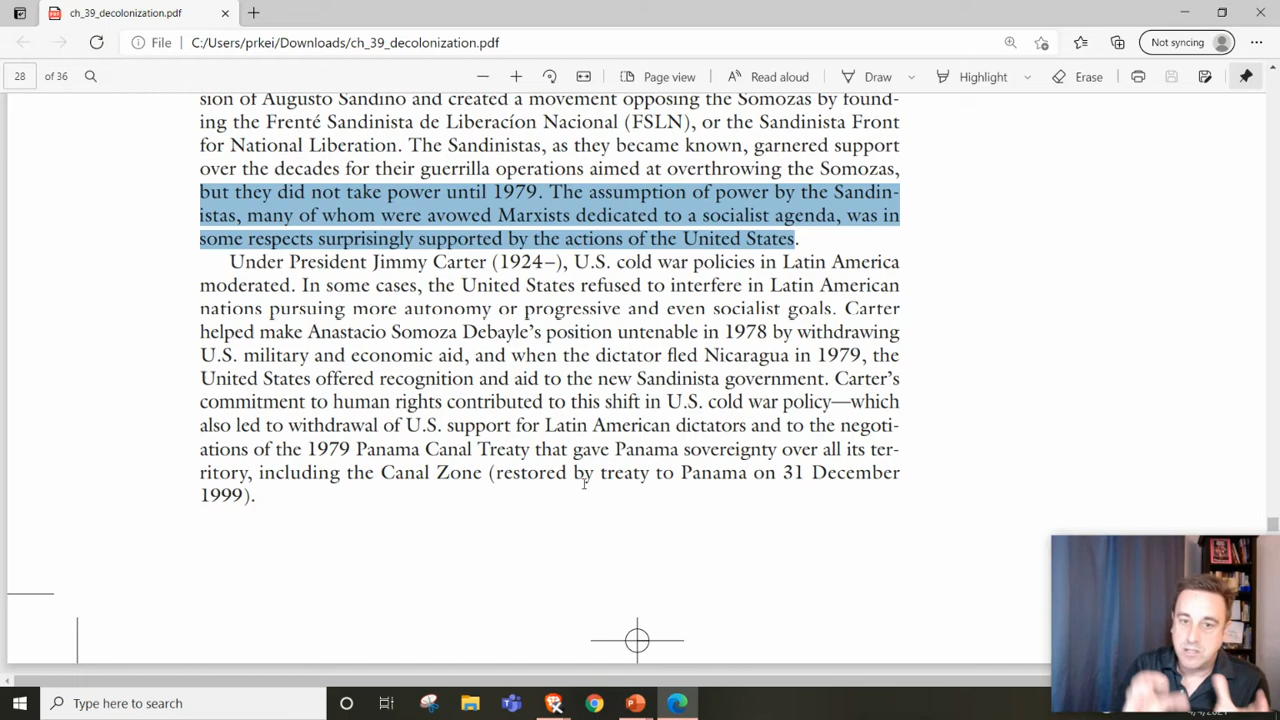 ch_39_decolonization.pdf
File C:/Users/prkei/Downloads/ch_39_decolonization.pdf
Not syncing
28 of 36
Page view
Read aloud
Draw
Highlight
Erase
sion of Augusto Sandino and created a movement opposing the Somozas by found-
ing the Frenté Sandinista de Liberacíon Nacional (FSLN), or the Sandinista Front
for National Liberation. The Sandinistas, as they became known, garnered support
over the decades for their guerrilla operations aimed at overthrowing the Somozas,
but they did not take power until 1979. The assumption of power by the Sandin-
istas, many of whom were avowed Marxists dedicated to a socialist agenda, was in
some respects surprisingly supported by the actions of the United States.
Under President Jimmy Carter (1924–), U.S. cold war policies in Latin America
moderated. In some cases, the United States refused to interfere in Latin American
nations pursuing more autonomy or progressive and even socialist goals. Carter
helped make Anastacio Somoza Debayle's position untenable in 1978 by withdrawing
U.S. military and economic aid, and when the dictator fled Nicaragua in 1979, the
United States offered recognition and aid to the new Sandinista government. Carter's
commitment to human rights contributed to this shift in U.S. cold war policy—which
also led to withdrawal of U.S. support for Latin American dictators and to the negoti-
ations of the 1979 Panama Canal Treaty that gave Panama sovereignty over all its ter-
ritory, including the Canal Zone (restored by treaty to Panama on 31 December
1999).
Type here to search